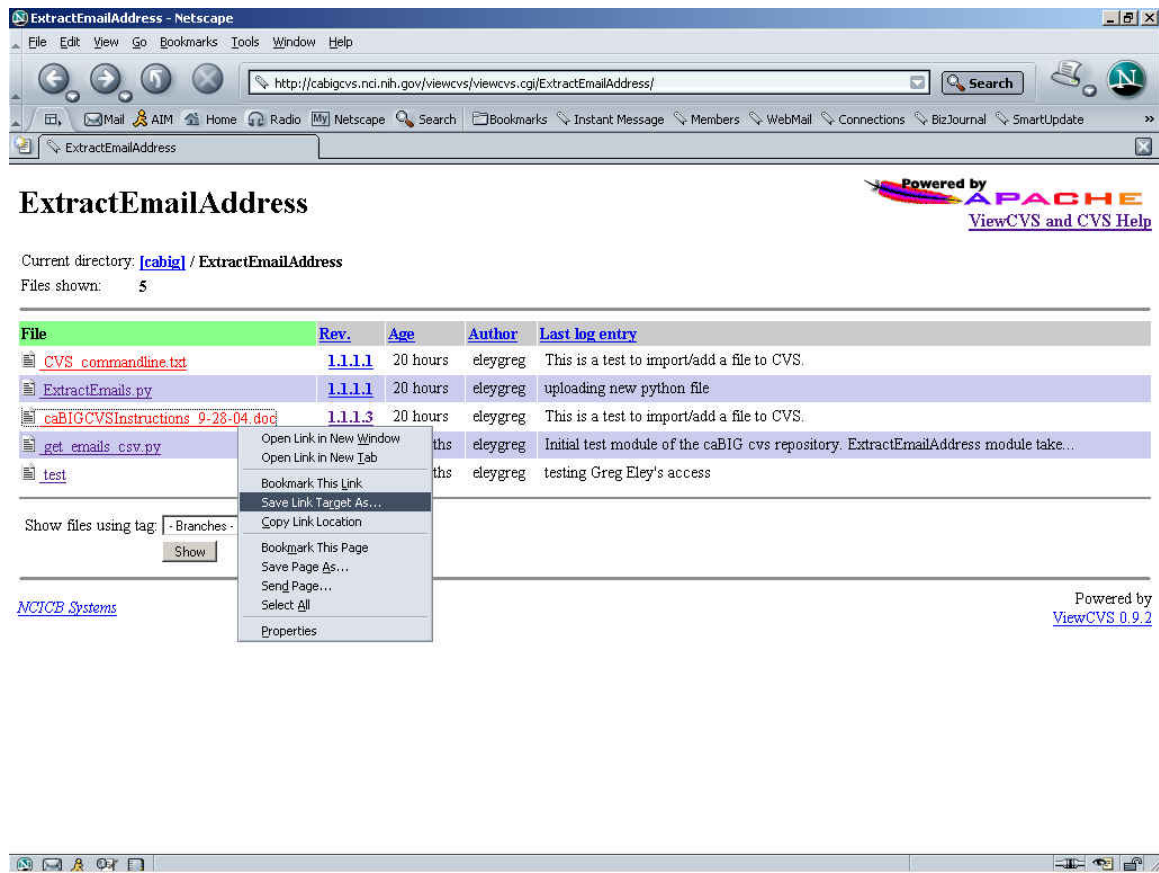 ExtractEmailAddress - Netscape
File Edit View Go Bookmarks Tools Window Help
http://cabigcvs.nci.nih.gov/viewcvs/viewcvs.cgi/ExtractEmailAddress/ Search N
Mail AIM Home Radio My Netscape Search Bookmarks Instant Message Members WebMail Connections BizJournal SmartUpdate »
ExtractEmailAddress
Powered by
APACHE
ExtractEmailAddress
ViewCVS and CVS Help
Current directory: [cabig] / ExtractEmailAddress
Files shown: 5
File Rev. Age Author Last log entry
CVS_commandline.txt 1.1.1.1 20 hours eleygreg This is a test to import/add a file to CVS.
ExtractEmails.py 1.1.1.1 20 hours eleygreg uploading new python file
caBIGCVSInstructions_9-28-04.doc 1.1.1.3 20 hours eleygreg This is a test to import/add a file to CVS.
get_emails_csv.py ths eleygreg Initial test module of the caBIG cvs repository. ExtractEmailAddress module take...
test ths eleygreg testing Greg Eley's access
Open Link in New Window
Open Link in New Tab
Bookmark This Link
Save Link Target As...
Copy Link Location
Bookmark This Page
Save Page As...
Send Page...
Select All
Properties
Show files using tag: - Branches -
Show
NCICB Systems
Powered by
ViewCVS 0.9.2